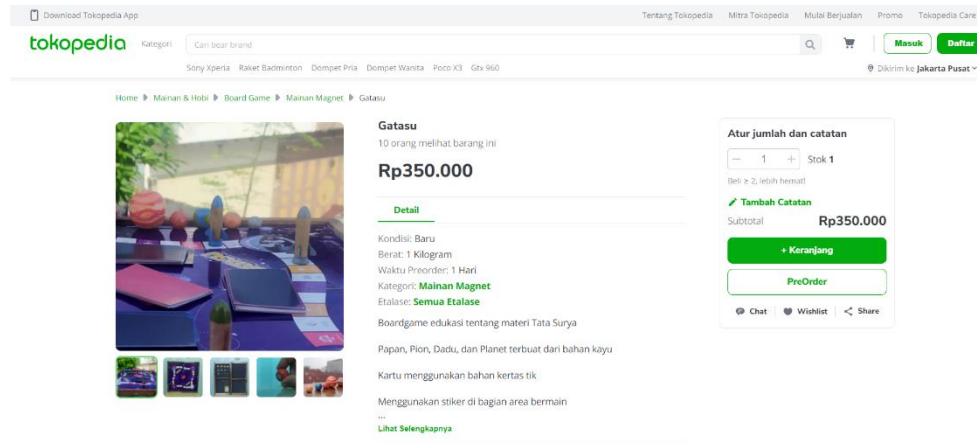 Download Tokopedia App
Tentang Tokopedia Mitra Tokopedia Mulai Berjualan Promo Tokopedia Care
tokopedia Kategori Cari bear brand Masuk Daftar
Sony Xperia Raket Badminton Dompet Pria Dompet Wanita Poco X3 Gtx 960 Dikirim ke Jakarta Pusat
Home Mainan & Hobi Board Game Mainan Magnet Gatasu
Gatasu
10 orang melihat barang ini
Rp350.000
Detail
Kondisi: Baru
Berat: 1 Kilogram
Waktu Preorder: 1 Hari
Kategori: Mainan Magnet
Etalase: Semua Etalase
Boardgame edukasi tentang materi Tata Surya
Papan, Pion, Dadu, dan Planet terbuat dari bahan kayu
Kartu menggunakan bahan kertas tik
Menggunakan stiker di bagian area bermain
...
Lihat Selengkapnya
Atur jumlah dan catatan
1 Stok 1
Beli ≥ 2, lebih hemat!
Tambah Catatan
Subtotal Rp350.000
+ Keranjang
PreOrder
Chat Wishlist Share